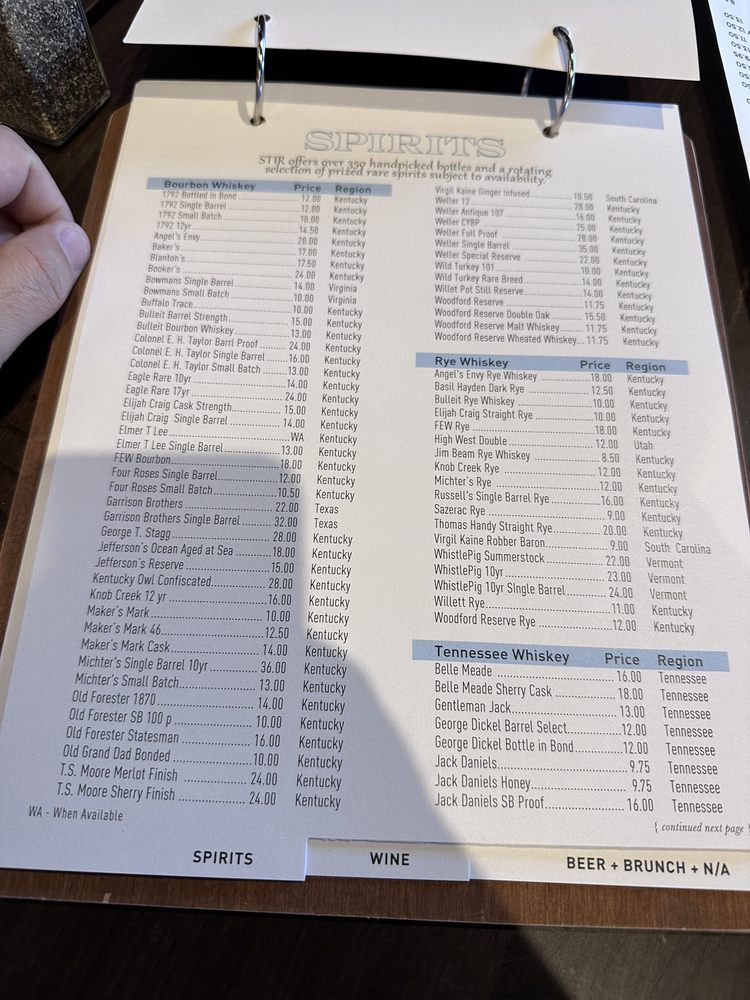 SPIRITS
STIR offers over 350 handpicked bottles and a rotating
selection of prized rare spirits subject to availability.
Bourbon Whiskey Price Region
1792 Bottled in Bond 12.00 Kentucky
1792 Single Barrel 12.00 Kentucky
1792 Small Batch 10.00 Kentucky
1792 12yr 14.50 Kentucky
Angel's Envy 20.00 Kentucky
Baker's 17.00 Kentucky
Blanton's 17.50 Kentucky
Booker's 24.00 Kentucky
Bowmans Single Barrel 14.00 Virginia
Bowmans Small Batch 10.00 Virginia
Buffalo Trace 10.00 Kentucky
Bulleit Barrel Strength 15.00 Kentucky
Bulleit Bourbon Whiskey 13.00 Kentucky
Colonel E. H. Taylor Barrl Proof 24.00 Kentucky
Colonel E. H. Taylor Single Barrel 16.00 Kentucky
Colonel E. H. Taylor Small Batch 13.00 Kentucky
Eagle Rare 10yr 14.00 Kentucky
Eagle Rare 17yr 24.00 Kentucky
Elijah Craig Cask Strength 15.00 Kentucky
Elijah Craig Single Barrel 14.00 Kentucky
Elmer T Lee WA Kentucky
Elmer T Lee Single Barrel 13.00 Kentucky
FEW Bourbon 18.00 Kentucky
Four Roses Single Barrel 12.00 Kentucky
Four Roses Small Batch 10.50 Kentucky
Garrison Brothers 22.00 Texas
Garrison Brothers Single Barrel 32.00 Texas
George T. Stagg 28.00 Kentucky
Jefferson's Ocean Aged at Sea 18.00 Kentucky
Jefferson's Reserve 15.00 Kentucky
Kentucky Owl Confiscated 28.00 Kentucky
Knob Creek 12 yr 16.00 Kentucky
Maker's Mark 10.00 Kentucky
Maker's Mark 46 12.50 Kentucky
Maker's Mark Cask 14.00 Kentucky
Michter's Single Barrel 10yr 36.00 Kentucky
Michter's Small Batch 13.00 Kentucky
Old Forester 1870 14.00 Kentucky
Old Forester SB 100 p 10.00 Kentucky
Old Forester Statesman 16.00 Kentucky
Old Grand Dad Bonded 10.00 Kentucky
T.S. Moore Merlot Finish 24.00 Kentucky
T.S. Moore Sherry Finish 24.00 Kentucky
WA - When Available
Virgil Kaine Ginger Infused 10.50 South Carolina
Weller 12 28.00 Kentucky
Weller Antique 107 16.00 Kentucky
Weller CYBP 25.00 Kentucky
Weller Full Proof 28.00 Kentucky
Weller Single Barrel 35.00 Kentucky
Weller Special Reserve 22.00 Kentucky
Wild Turkey 101 10.00 Kentucky
Wild Turkey Rare Breed 14.00 Kentucky
Willet Pot Still Reserve 14.00 Kentucky
Woodford Reserve 11.75 Kentucky
Woodford Reserve Double Oak 15.50 Kentucky
Woodford Reserve Malt Whiskey 11.75 Kentucky
Woodford Reserve Wheated Whiskey 11.75 Kentucky
Rye Whiskey Price Region
Angel's Envy Rye Whiskey 18.00 Kentucky
Basil Hayden Dark Rye 12.50 Kentucky
Bulleit Rye Whiskey 10.00 Kentucky
Elijah Craig Straight Rye 10.00 Kentucky
FEW Rye 18.00 Kentucky
High West Double 12.00 Utah
Jim Beam Rye Whiskey 8.50 Kentucky
Knob Creek Rye 12.00 Kentucky
Michter's Rye 12.00 Kentucky
Russell's Single Barrel Rye 16.00 Kentucky
Sazerac Rye 9.00 Kentucky
Thomas Handy Straight Rye 20.00 Kentucky
Virgil Kaine Robber Baron 9.00 South Carolina
WhistlePig Summerstock 22.00 Vermont
WhistlePig 10yr 23.00 Vermont
WhistlePig 10yr SIngle Barrel 24.00 Vermont
Willett Rye 11.00 Kentucky
Woodford Reserve Rye 12.00 Kentucky
Tennessee Whiskey Price Region
Belle Meade 16.00 Tennessee
Belle Meade Sherry Cask 18.00 Tennessee
Gentleman Jack 13.00 Tennessee
George Dickel Barrel Select 12.00 Tennessee
George Dickel Bottle in Bond 12.00 Tennessee
Jack Daniels 9.75 Tennessee
Jack Daniels Honey 9.75 Tennessee
Jack Daniels SB Proof 16.00 Tennessee
{ continued next page }
SPIRITS
WINE
BEER + BRUNCH + N/A